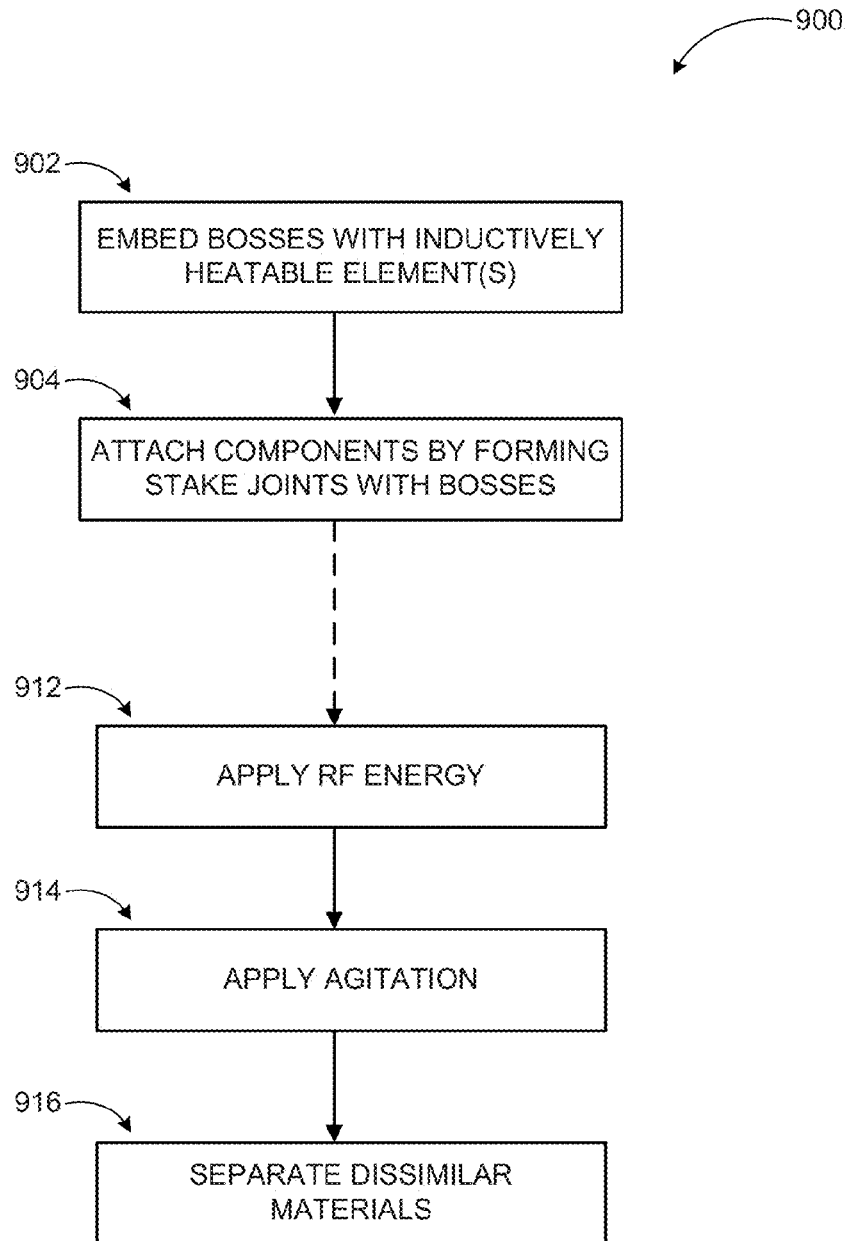 900
902
EMBED BOSSES WITH INDUCTIVELY
HEATABLE ELEMENT(S)
904
ATTACH COMPONENTS BY FORMING
STAKE JOINTS WITH BOSSES
912
APPLY RF ENERGY
914
APPLY AGITATION
916
SEPARATE DISSIMILAR
MATERIALS